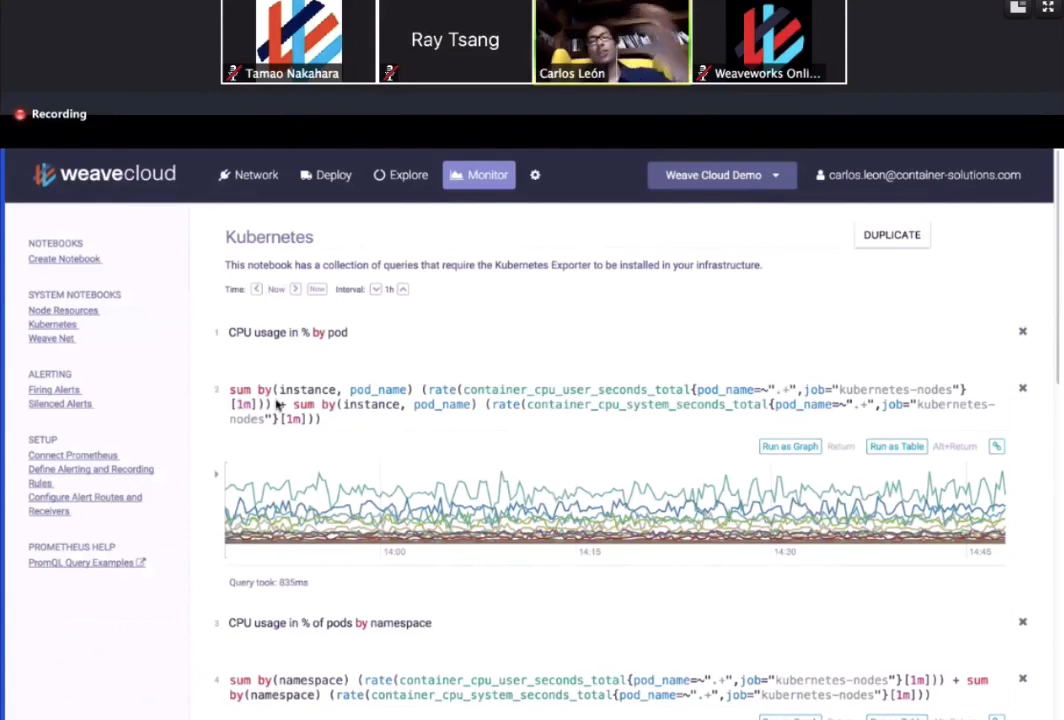 Tamao Nakahara
Ray Tsang
Carlos León
Weaveworks Onli...
Recording
weavecloud
Network
Deploy
Explore
Monitor
Weave Cloud Demo
carlos.leon@container-solutions.com
NOTEBOOKS
Create Notebook
SYSTEM NOTEBOOKS
Node Resources
Kubernetes
Weave Net
ALERTING
Firing Alerts
Silenced Alerts
SETUP
Connect Prometheus
Define Alerting and Recording
Rules
Configure Alert Routes and
Receivers
PROMETHEUS HELP
PromQL Query Examples
Kubernetes
DUPLICATE
This notebook has a collection of queries that require the Kubernetes Exporter to be installed in your infrastructure.
Time: < Now > Now Interval: 1h
1 CPU usage in % by pod
2 sum by(instance, pod_name) (rate(container_cpu_user_seconds_total{pod_name=~".+",job="kubernetes-nodes"}
[1m])) + sum by(instance, pod_name) (rate(container_cpu_system_seconds_total{pod_name=~".+",job="kubernetes-
nodes"}[1m]))
Run as Graph Return Run as Table Alt+Return
14:00 14:15 14:30 14:45
Query took: 835ms
3 CPU usage in % of pods by namespace
4 sum by(namespace) (rate(container_cpu_user_seconds_total{pod_name=~".+",job="kubernetes-nodes"}[1m])) + sum
by(namespace) (rate(container_cpu_system_seconds_total{pod_name=~".+",job="kubernetes-nodes"}[1m]))